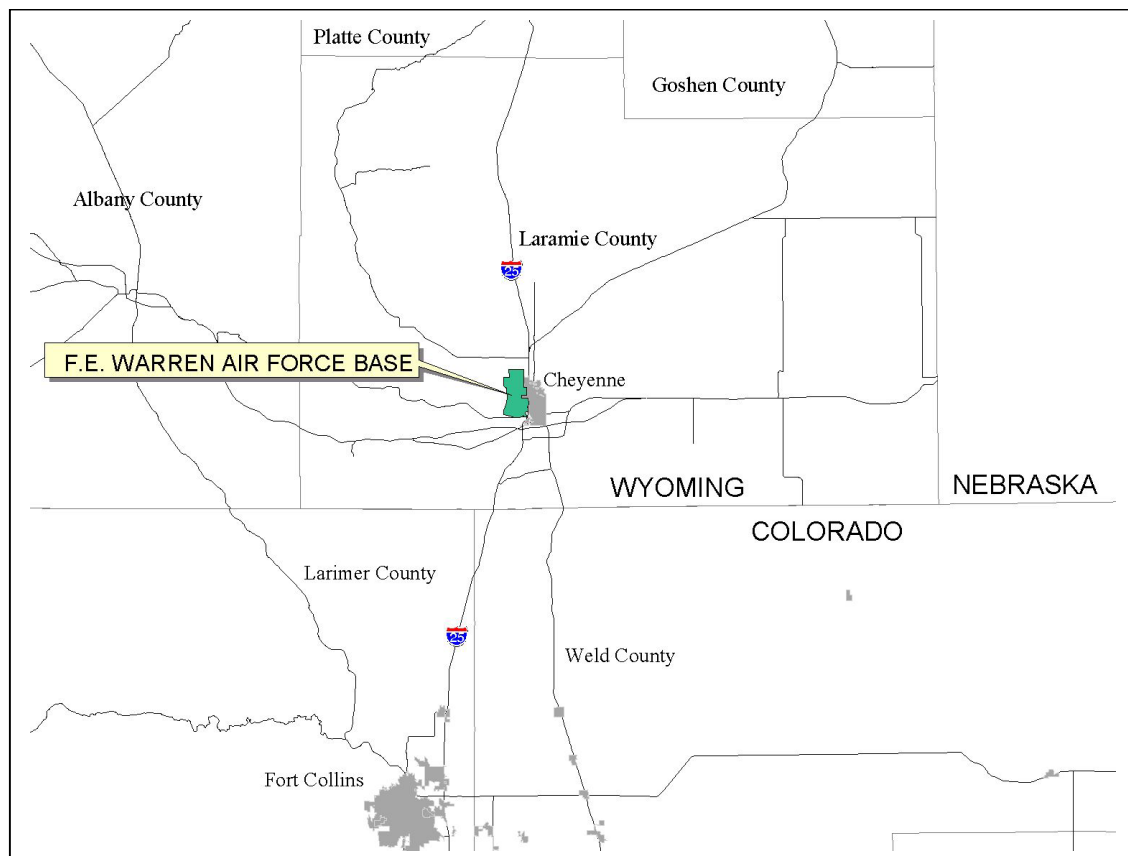 Platte County
Goshen County
Albany County
Laramie County
25
F.E. WARREN AIR FORCE BASE
Cheyenne
WYOMING
NEBRASKA
COLORADO
Larimer County
25
Weld County
Fort Collins